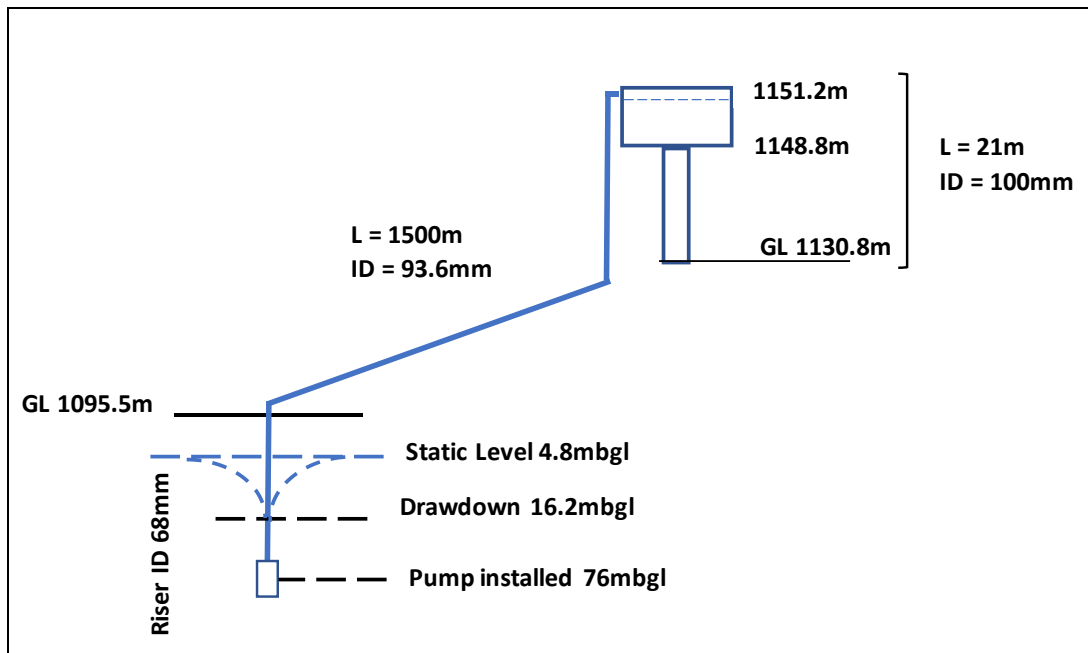 1151.2m
1148.8m
L = 21m
ID = 100mm
GL 1130.8m
L = 1500m
ID = 93.6mm
GL 1095.5m
Static Level 4.8mbgl
Drawdown 16.2mbgl
Pump installed 76mbgl
Riser ID 68mm